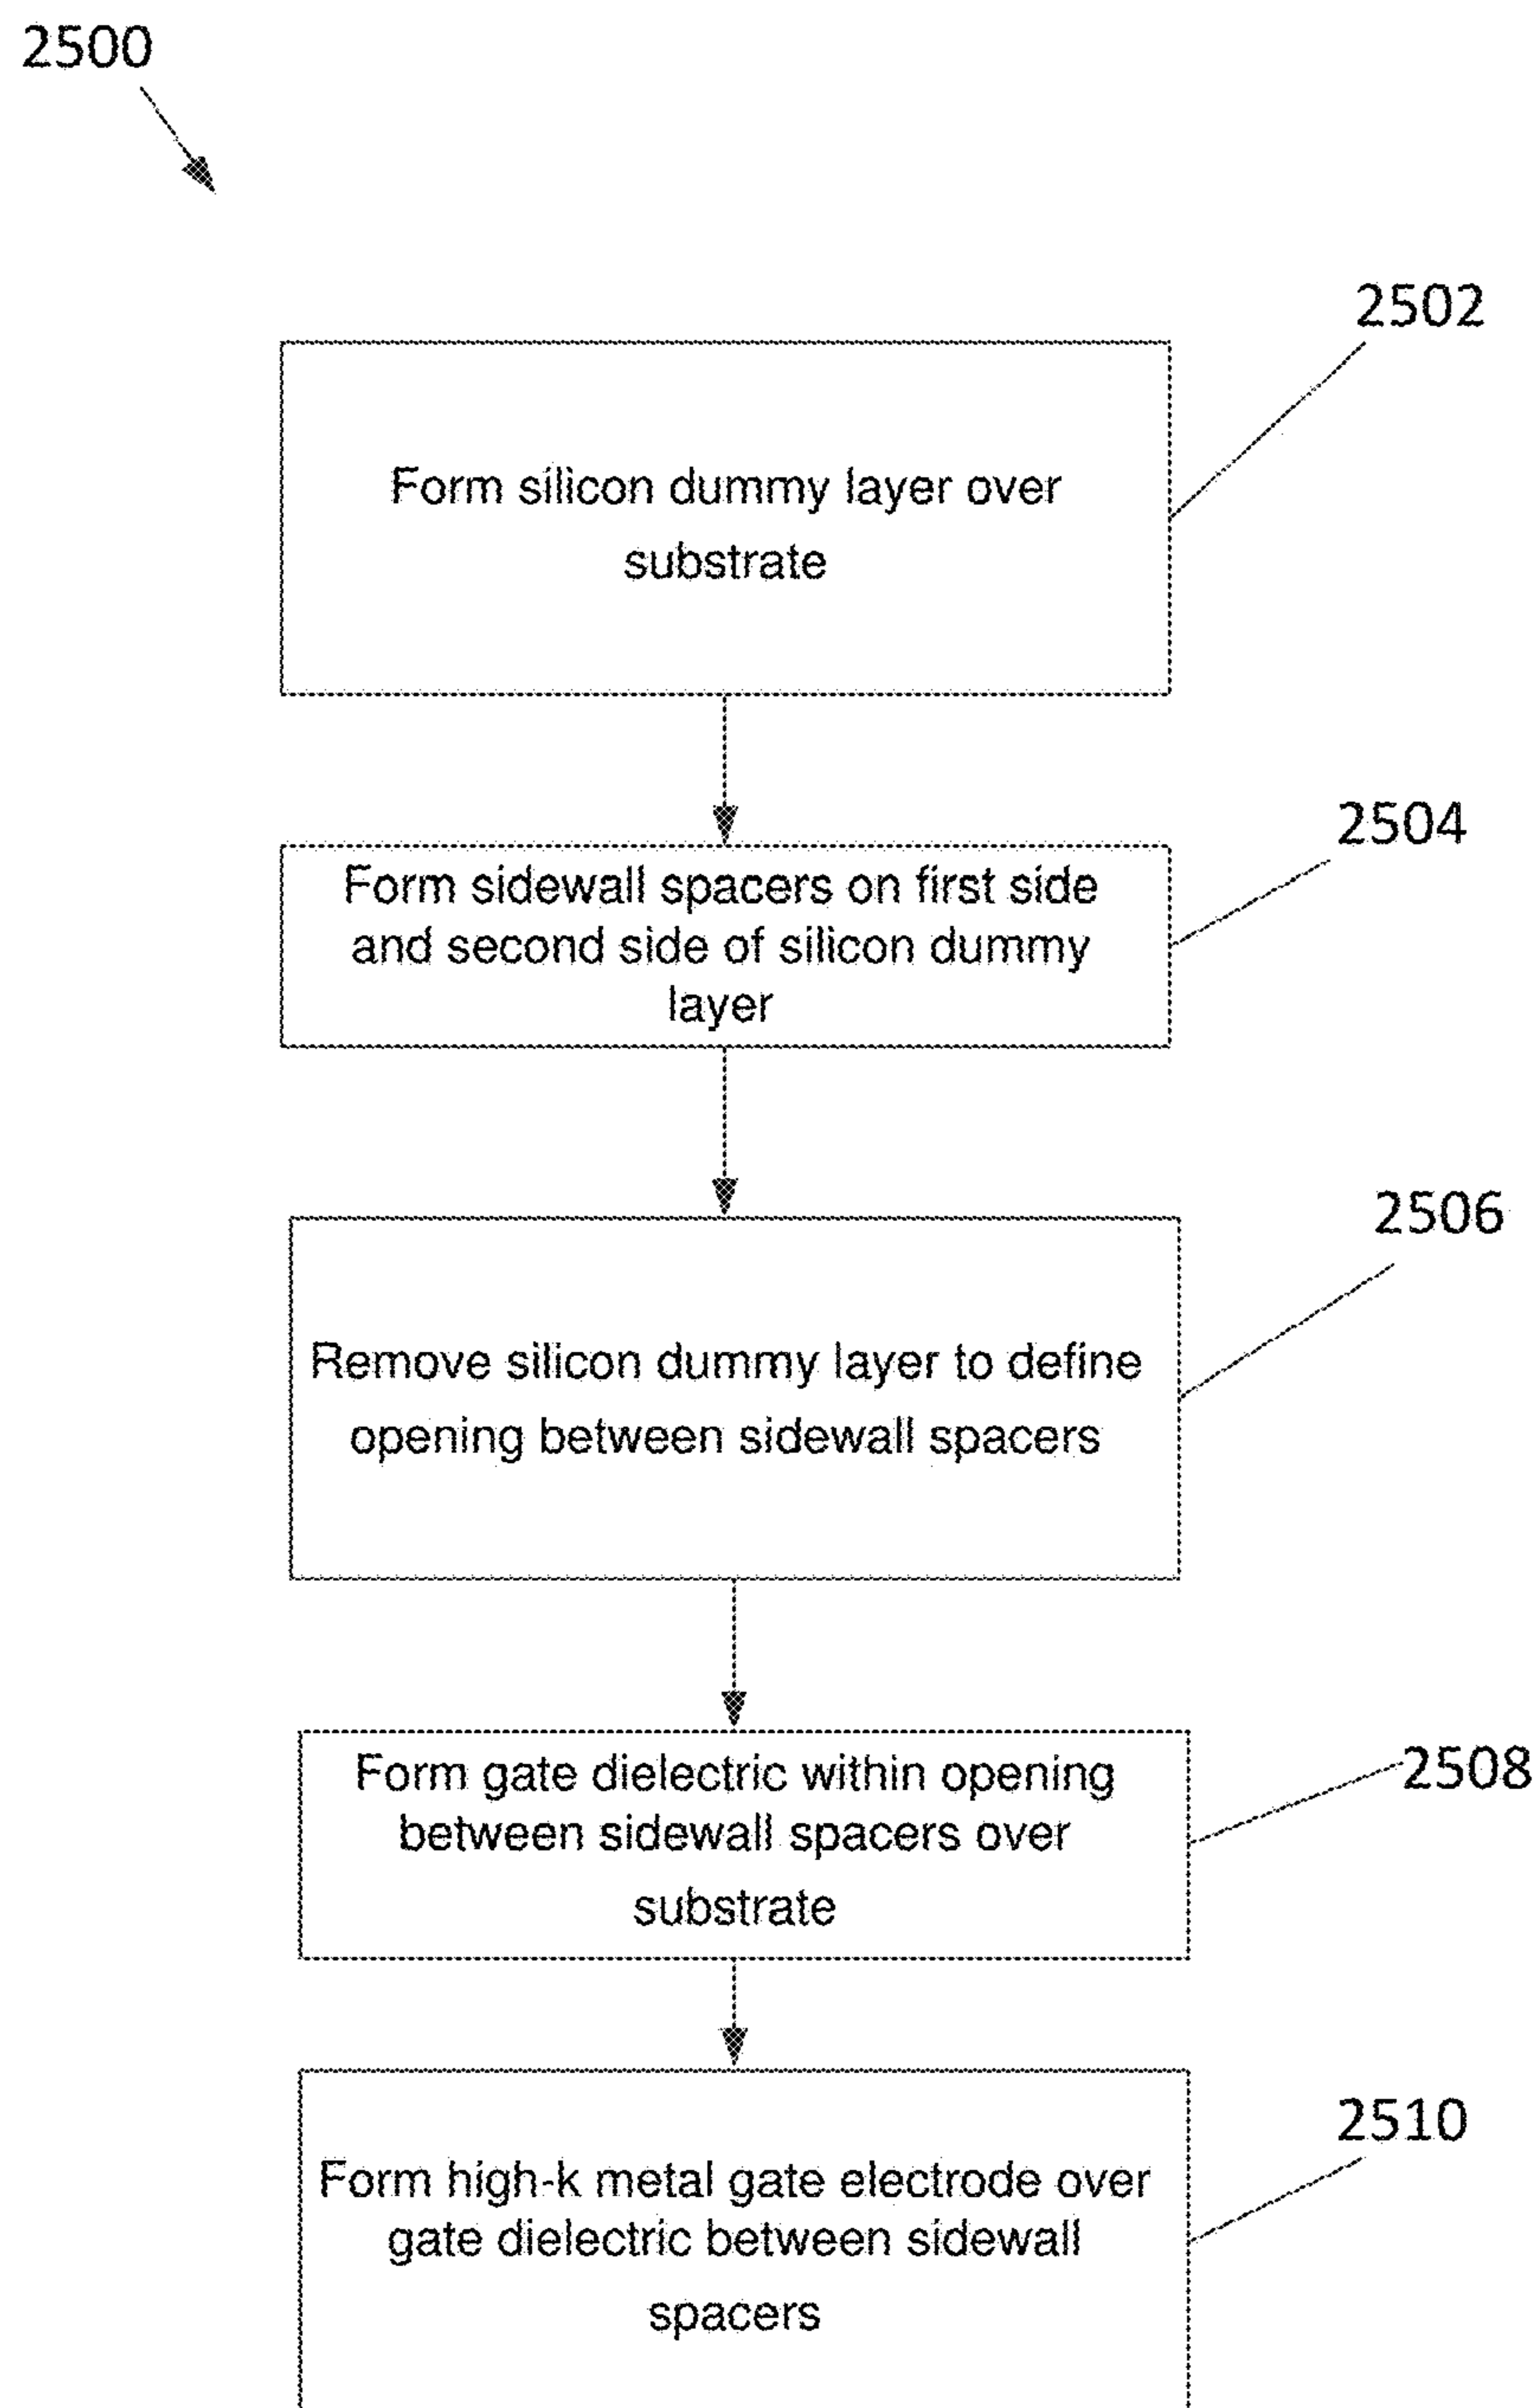 2500
2502
Form silicon dummy layer over
substrate
2504
Form sidewall spacers on first side
and second side of silicon dummy
layer
2506
Remove silicon dummy layer to define
opening between sidewall spacers
2508
Form gate dielectric within opening
between sidewall spacers over
substrate
2510
Form high-k metal gate electrode over
gate dielectric between sidewall
spacers